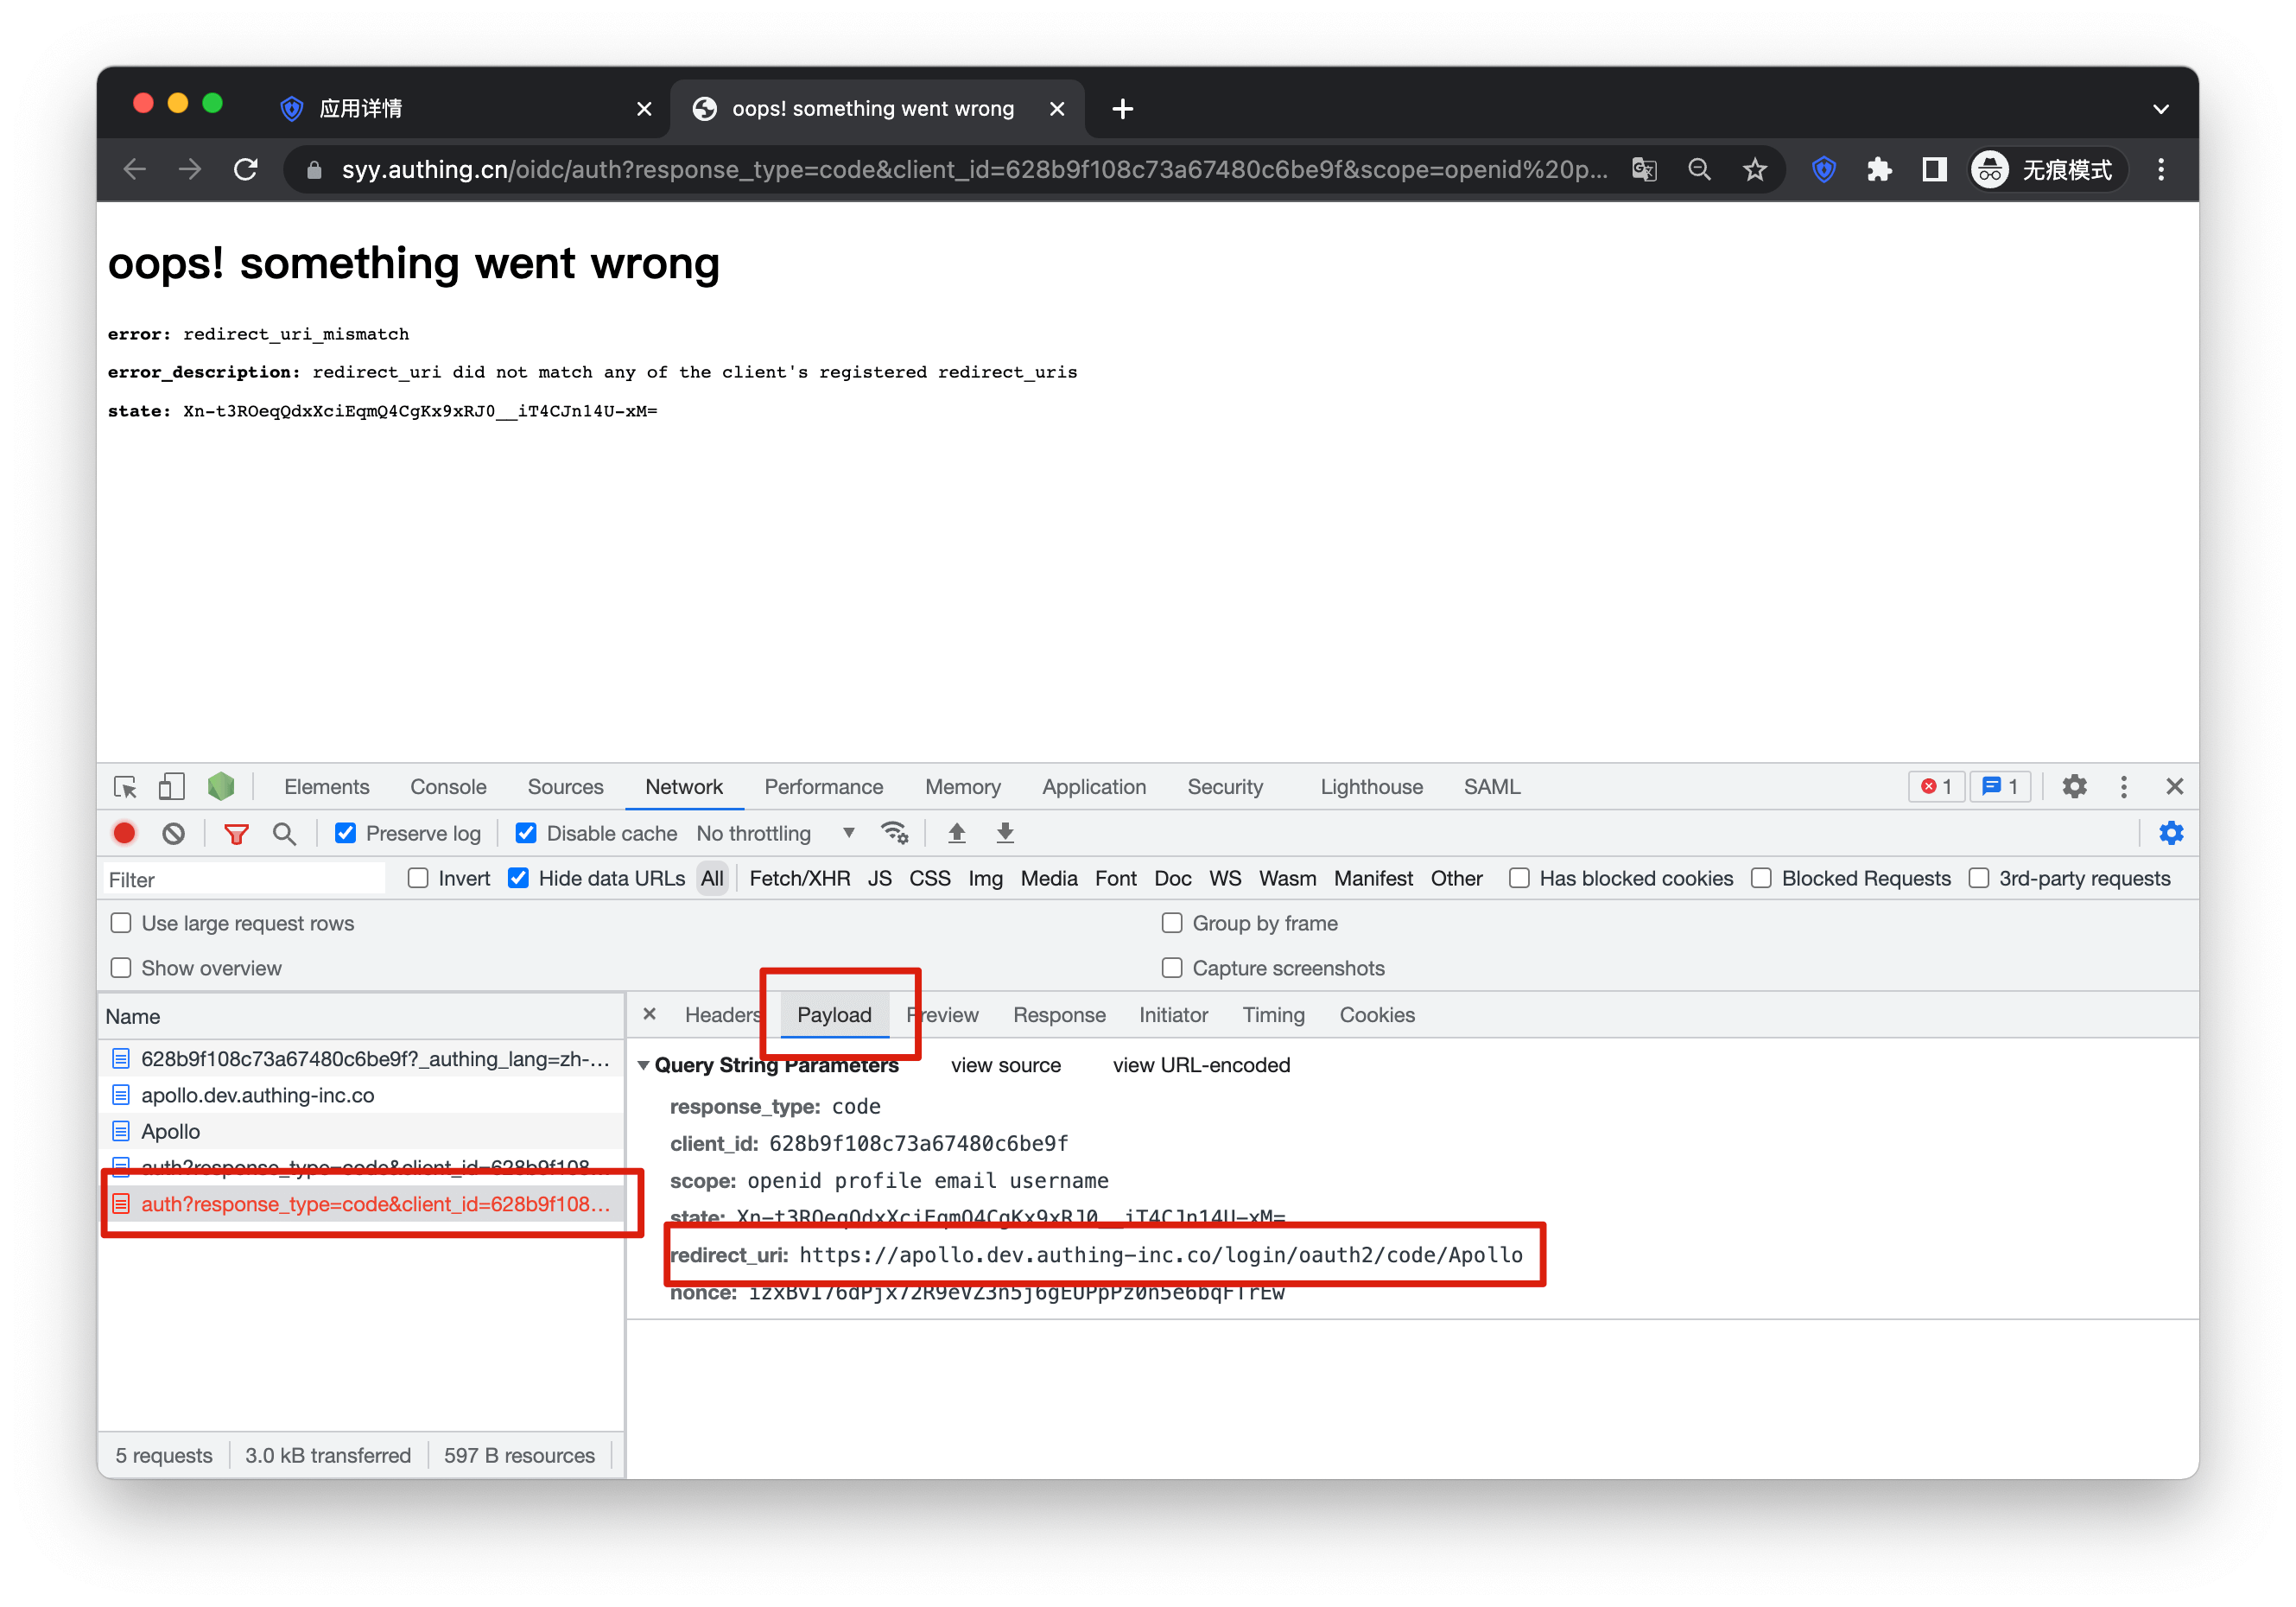 应用详情
oops! something went wrong
syy.authing.cn/oidc/auth?response_type=code&client_id=628b9f108c73a67480c6be9f&scope=openid%20p...
无痕模式
oops! something went wrong
error: redirect_uri_mismatch
error_description: redirect_uri did not match any of the client's registered redirect_uris
state: Xn-t3ROeqQdxXciEqmQ4CgKx9xRJ0__iT4CJn14U-xM=
Elements Console Sources Network Performance Memory Application Security Lighthouse SAML 1 1
Preserve log Disable cache No throttling
Filter Invert Hide data URLs All Fetch/XHR JS CSS Img Media Font Doc WS Wasm Manifest Other Has blocked cookies Blocked Requests 3rd-party requests
Use large request rows Group by frame
Show overview Capture screenshots
Name
628b9f108c73a67480c6be9f?_authing_lang=zh-...
apollo.dev.authing-inc.co
Apollo
auth?response_type=code&client_id=628b9f108...
auth?response_type=code&client_id=628b9f108...
5 requests 3.0 kB transferred 597 B resources
Headers Payload Preview Response Initiator Timing Cookies
Query String Parameters view source view URL-encoded
response_type: code
client_id: 628b9f108c73a67480c6be9f
scope: openid profile email username
state: Xn-t3ROeqQdxXciEqmQ4CgKx9xRJ0__iT4CJn14U-xM=
redirect_uri: https://apollo.dev.authing-inc.co/login/oauth2/code/Apollo
nonce: